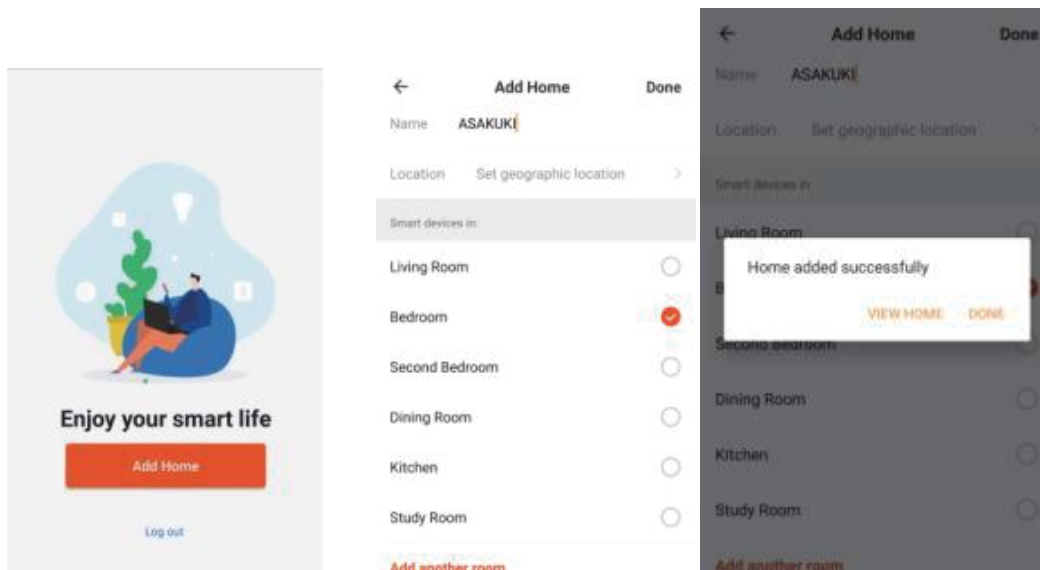 Enjoy your smart life
Add Home
Log out
Add Home Done
Name ASAKUKI
Location Set geographic location
Smart devices in:
Living Room
Bedroom
Second Bedroom
Dining Room
Kitchen
Study Room
Add another room
Add Home Done
Name ASAKUKI
Location Set geographic location
Smart devices in:
Living Room
Home added successfully
B
VIEW HOME DONE
Second Bedroom
Dining Room
Kitchen
Study Room
Add another room